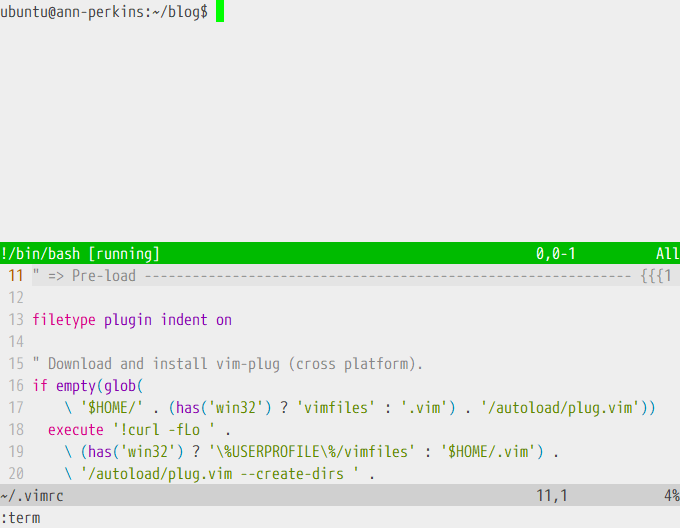 ubuntu@ann-perkins:~/blog$
!/bin/bash [running] 0,0-1 All
11 " => Pre-load ------------------------------------------------------------- {{{1
12
13 filetype plugin indent on
14
15 " Download and install vim-plug (cross platform).
16 if empty(glob(
17 \ '$HOME/' . (has('win32') ? 'vimfiles' : '.vim') . '/autoload/plug.vim'))
18 execute '!curl -fLo ' .
19 \ (has('win32') ? '\%USERPROFILE\%/vimfiles' : '$HOME/.vim') .
20 \ '/autoload/plug.vim --create-dirs ' .
~/.vimrc 11,1 4%
:term